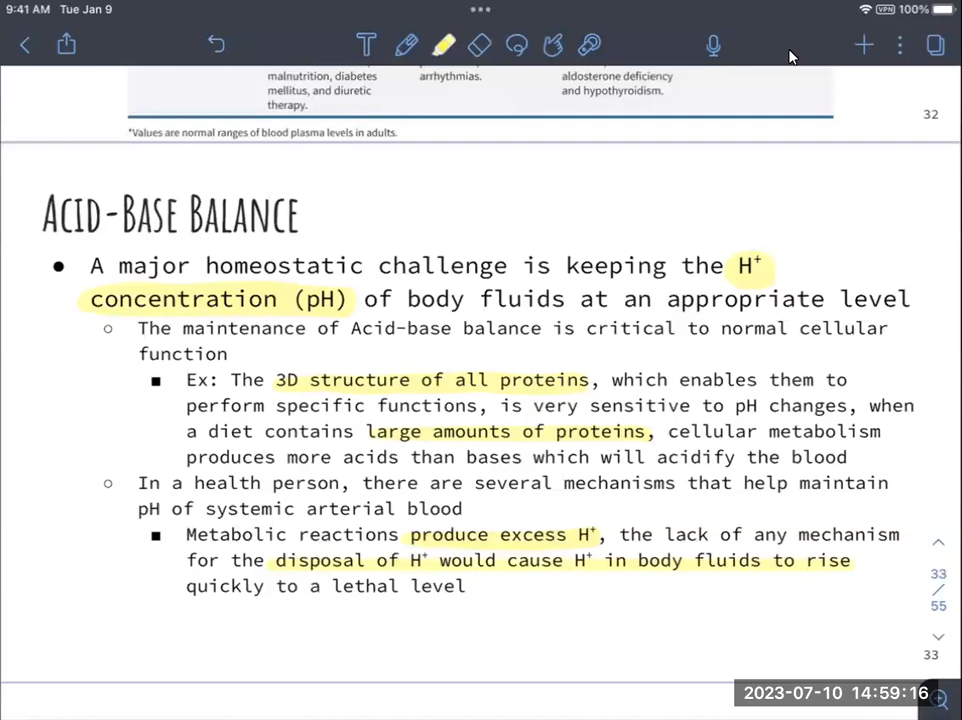 9:41 AM Tue Jan 9
VPN 100%
malnutrition, diabetes
mellitus, and diuretic
therapy.
arrhythmias.
aldosterone deficiency
and hypothyroidism.
32
*Values are normal ranges of blood plasma levels in adults.
Acid-Base Balance
● A major homeostatic challenge is keeping the H⁺
concentration (pH) of body fluids at an appropriate level
○ The maintenance of Acid-base balance is critical to normal cellular
function
■ Ex: The 3D structure of all proteins, which enables them to
perform specific functions, is very sensitive to pH changes, when
a diet contains large amounts of proteins, cellular metabolism
produces more acids than bases which will acidify the blood
○ In a health person, there are several mechanisms that help maintain
pH of systemic arterial blood
■ Metabolic reactions produce excess H⁺, the lack of any mechanism
for the disposal of H⁺ would cause H⁺ in body fluids to rise
quickly to a lethal level
33
/
55
33
2023-07-10 14:59:16